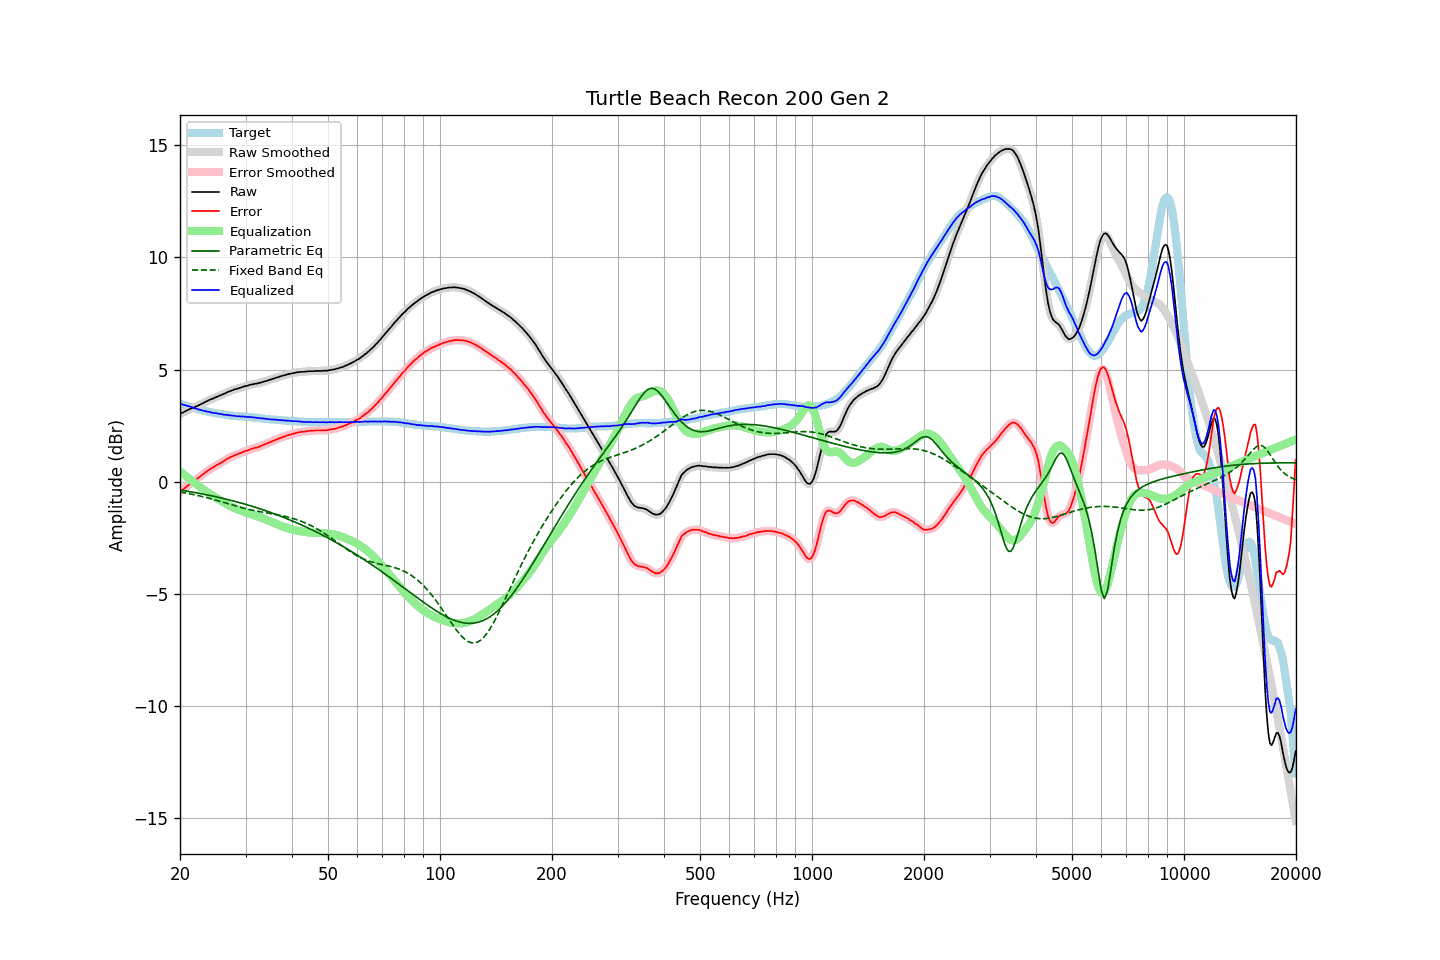 Turtle Beach Recon 200 Gen 2
Target
Raw Smoothed
Error Smoothed
Raw
Error
Equalization
Parametric Eq
Fixed Band Eq
Equalized
15
10
5
0
−5
−10
−15
Amplitude (dBr)
20 50 100 200 500 1000 2000 5000 10000 20000
Frequency (Hz)